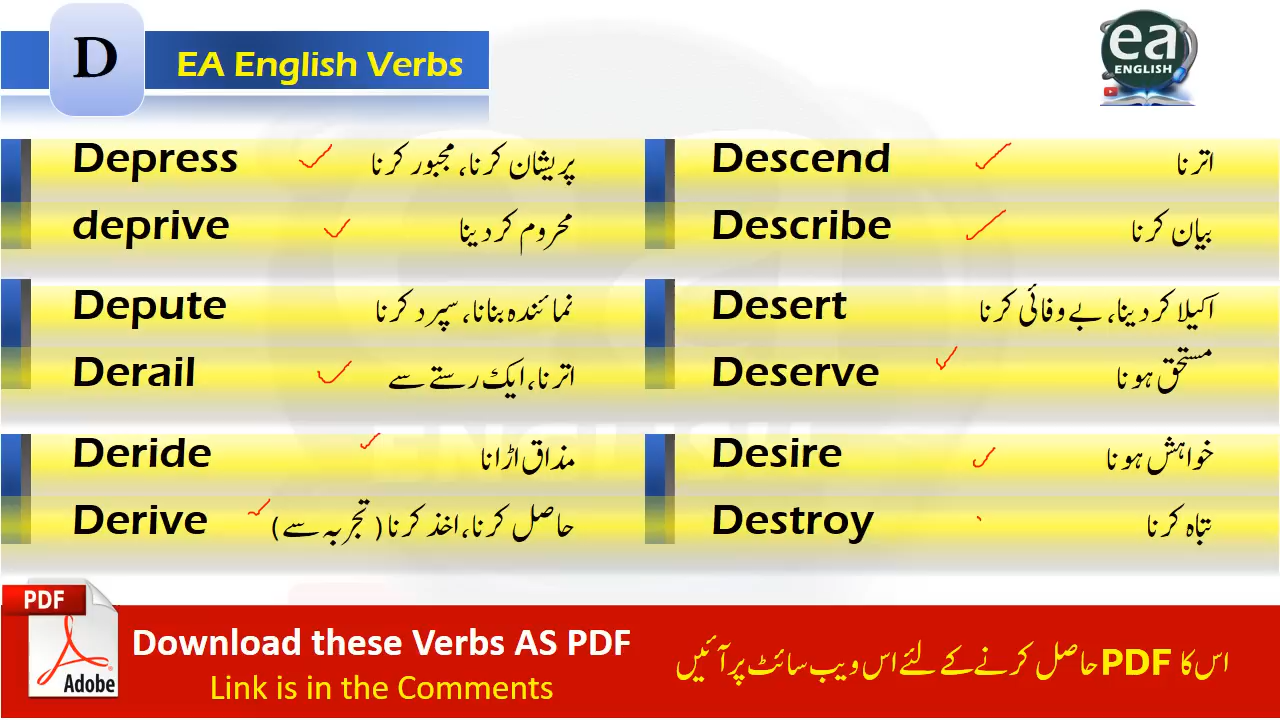 D
EA English Verbs
ea
ENGLISH
Depress پریشان کرنا، مجبور کرنا
deprive محروم کر دینا
Depute نمائندہ بنانا، سپرد کرنا
Derail اترنا، ایک رستے سے
Deride مذاق اڑانا
Derive حاصل کرنا، اخذ کرنا (تجربہ سے)
Descend اترنا
Describe بیان کرنا
Desert اکیلا کر دینا، بے وفائی کرنا
Deserve مستحق ہونا
Desire خواہش ہونا
Destroy تباہ کرنا
PDF
Adobe
Download these Verbs AS PDF
Link is in the Comments
اس کا PDF حاصل کرنے کے لئے اس ویب سائٹ پر آئیں